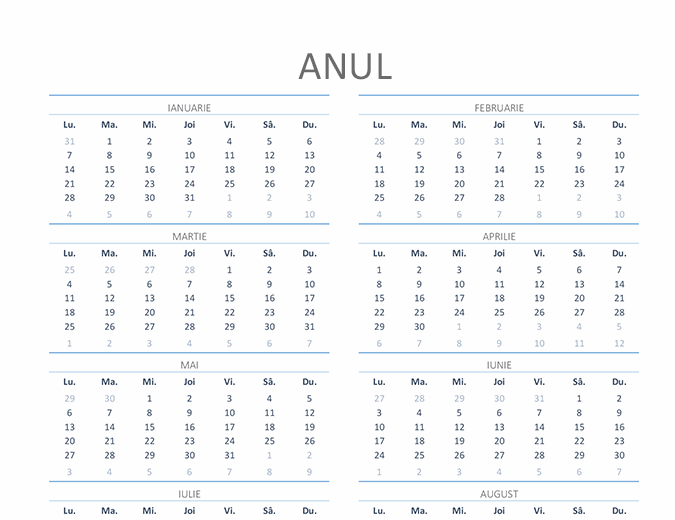 ANUL
IANUARIE
Lu. Ma. Mi. Joi Vi. Sâ. Du.
31 1 2 3 4 5 6
7 8 9 10 11 12 13
14 15 16 17 18 19 20
21 22 23 24 25 26 27
28 29 30 31 1 2 3
4 5 6 7 8 9 10
FEBRUARIE
Lu. Ma. Mi. Joi Vi. Sâ. Du.
28 29 30 31 1 2 3
4 5 6 7 8 9 10
11 12 13 14 15 16 17
18 19 20 21 22 23 24
25 26 27 28 1 2 3
4 5 6 7 8 9 10
MARTIE
Lu. Ma. Mi. Joi Vi. Sâ. Du.
25 26 27 28 1 2 3
4 5 6 7 8 9 10
11 12 13 14 15 16 17
18 19 20 21 22 23 24
25 26 27 28 29 30 31
1 2 3 4 5 6 7
APRILIE
Lu. Ma. Mi. Joi Vi. Sâ. Du.
1 2 3 4 5 6 7
8 9 10 11 12 13 14
15 16 17 18 19 20 21
22 23 24 25 26 27 28
29 30 1 2 3 4 5
6 7 8 9 10 11 12
MAI
Lu. Ma. Mi. Joi Vi. Sâ. Du.
29 30 1 2 3 4 5
6 7 8 9 10 11 12
13 14 15 16 17 18 19
20 21 22 23 24 25 26
27 28 29 30 31 1 2
3 4 5 6 7 8 9
IUNIE
Lu. Ma. Mi. Joi Vi. Sâ. Du.
27 28 29 30 31 1 2
3 4 5 6 7 8 9
10 11 12 13 14 15 16
17 18 19 20 21 22 23
24 25 26 27 28 29 30
1 2 3 4 5 6 7
IULIE
Lu. Ma. Mi. Joi Vi. Sâ. Du.
AUGUST
Lu. Ma. Mi. Joi Vi. Sâ. Du.